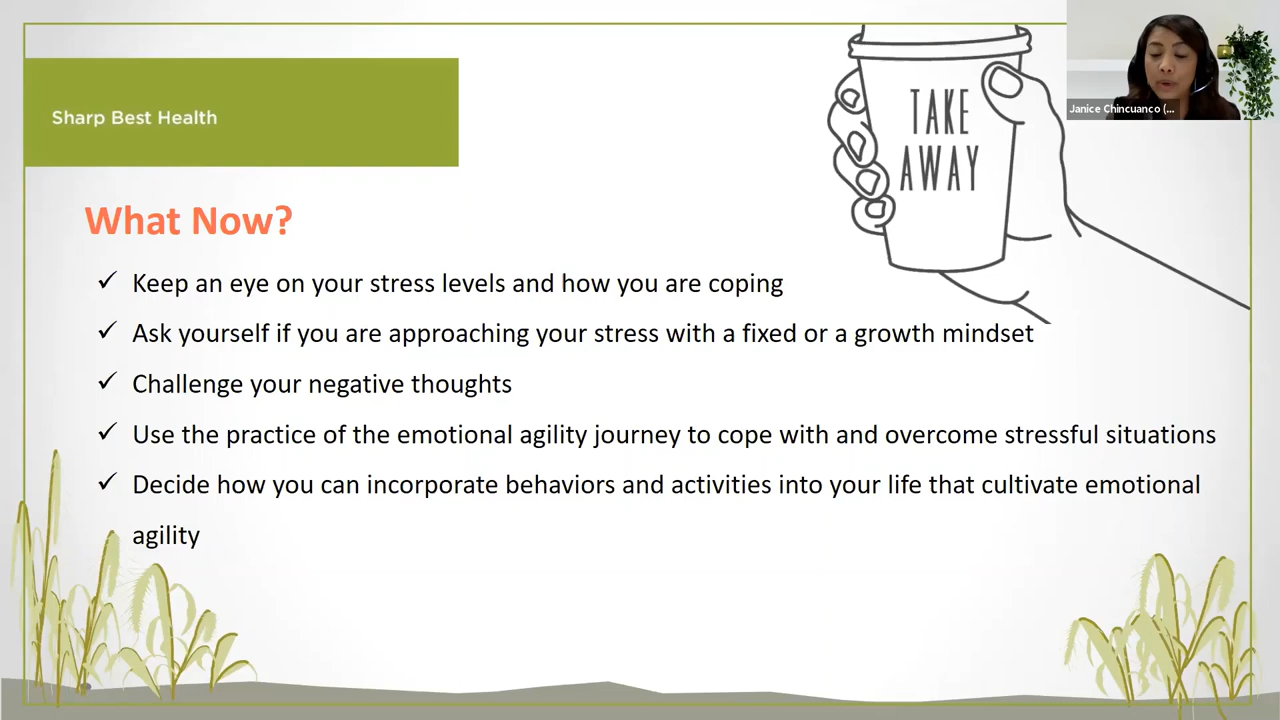 Sharp Best Health
TAKE
AWAY
Janice Chincuanco (...
What Now?
✓ Keep an eye on your stress levels and how you are coping
✓ Ask yourself if you are approaching your stress with a fixed or a growth mindset
✓ Challenge your negative thoughts
✓ Use the practice of the emotional agility journey to cope with and overcome stressful situations
✓ Decide how you can incorporate behaviors and activities into your life that cultivate emotional
agility